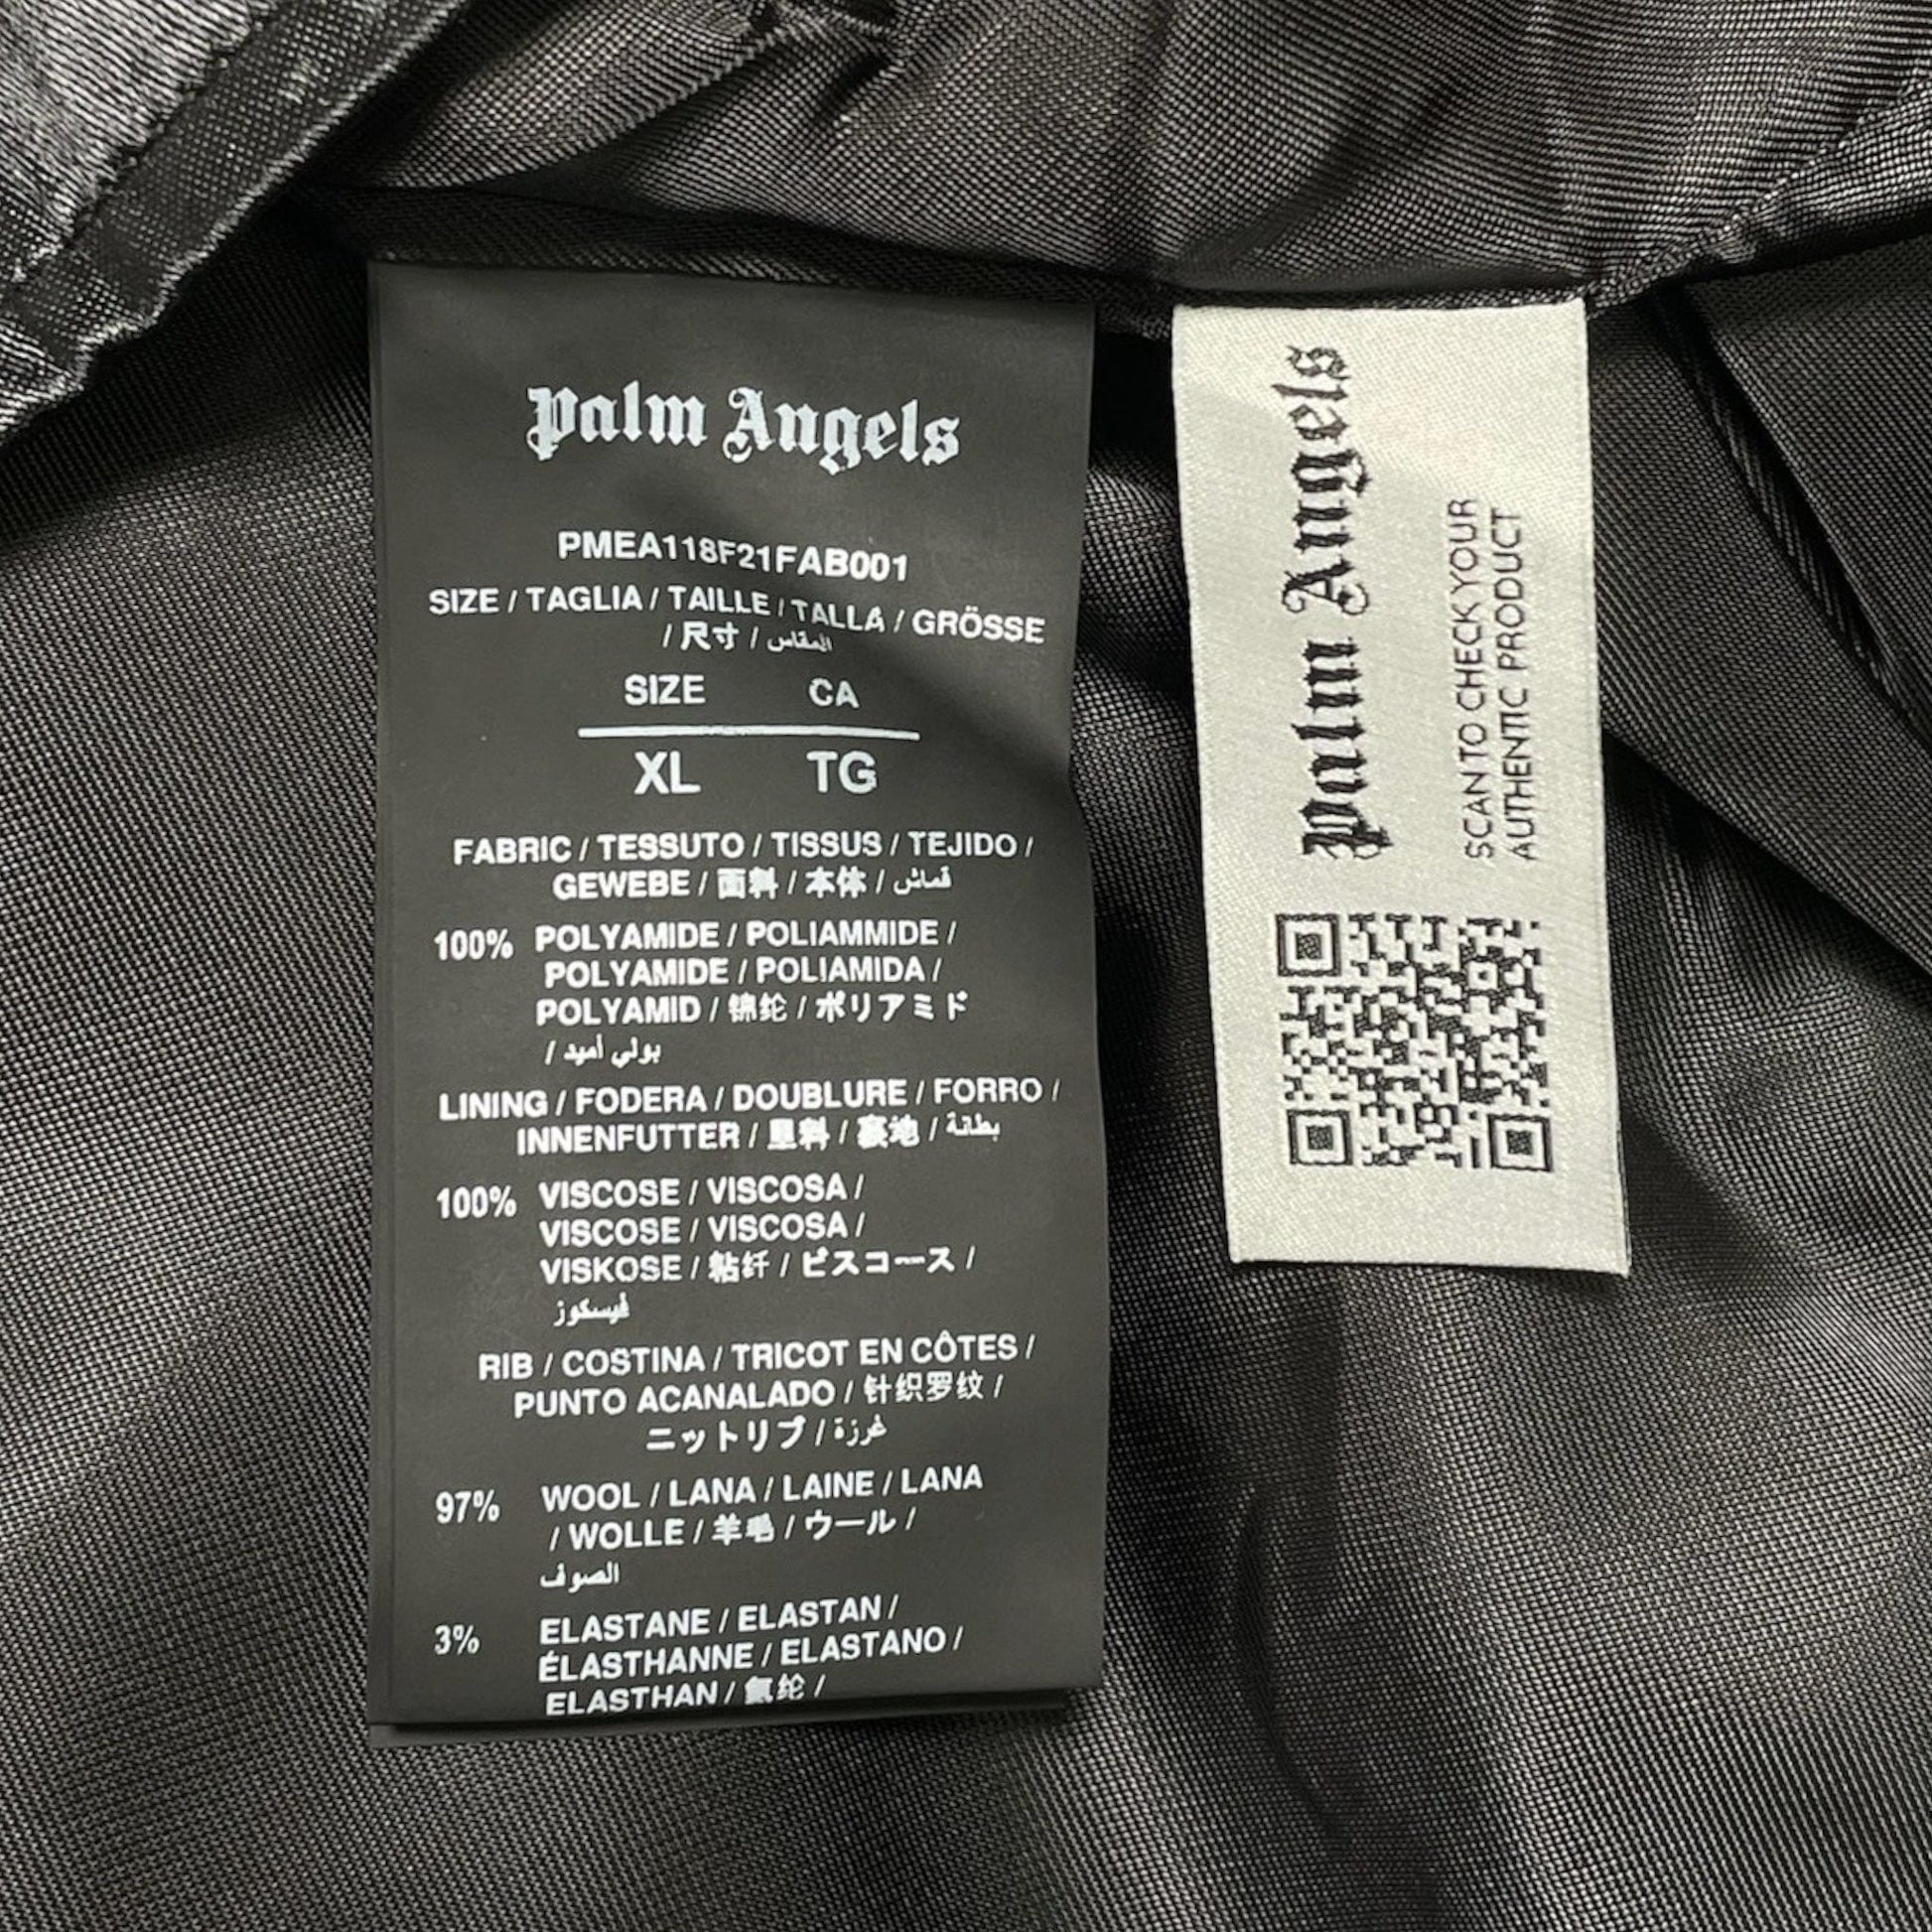 Palm Angels
PMEA118F21FAB001
SIZE / TAGLIA / TAILLE / TALLA / GRÖSSE
/ 尺寸 / المقاس
SIZE CA
XL TG
FABRIC / TESSUTO / TISSUS / TEJIDO /
GEWEBE / 面料 / 本体 / قماش
100% POLYAMIDE / POLIAMMIDE /
POLYAMIDE / POLIAMIDA /
POLYAMID / 锦纶 / ポリアミド
/ بولي أميد
LINING / FODERA / DOUBLURE / FORRO /
INNENFUTTER / 里料 / 裏地 / بطانة
100% VISCOSE / VISCOSA /
VISCOSE / VISCOSA /
VISKOSE / 粘纤 / ビスコース /
فيسكوز
RIB / COSTINA / TRICOT EN CÔTES /
PUNTO ACANALADO / 针织罗纹 /
ニットリブ / غرزة
97% WOOL / LANA / LAINE / LANA
/ WOLLE / 羊毛 / ウール /
الصوف
3% ELASTANE / ELASTAN /
ÉLASTHANNE / ELASTANO /
ELASTHAN / 氨纶 /
Palm Angels
SCAN TO CHECK YOUR
AUTHENTIC PRODUCT